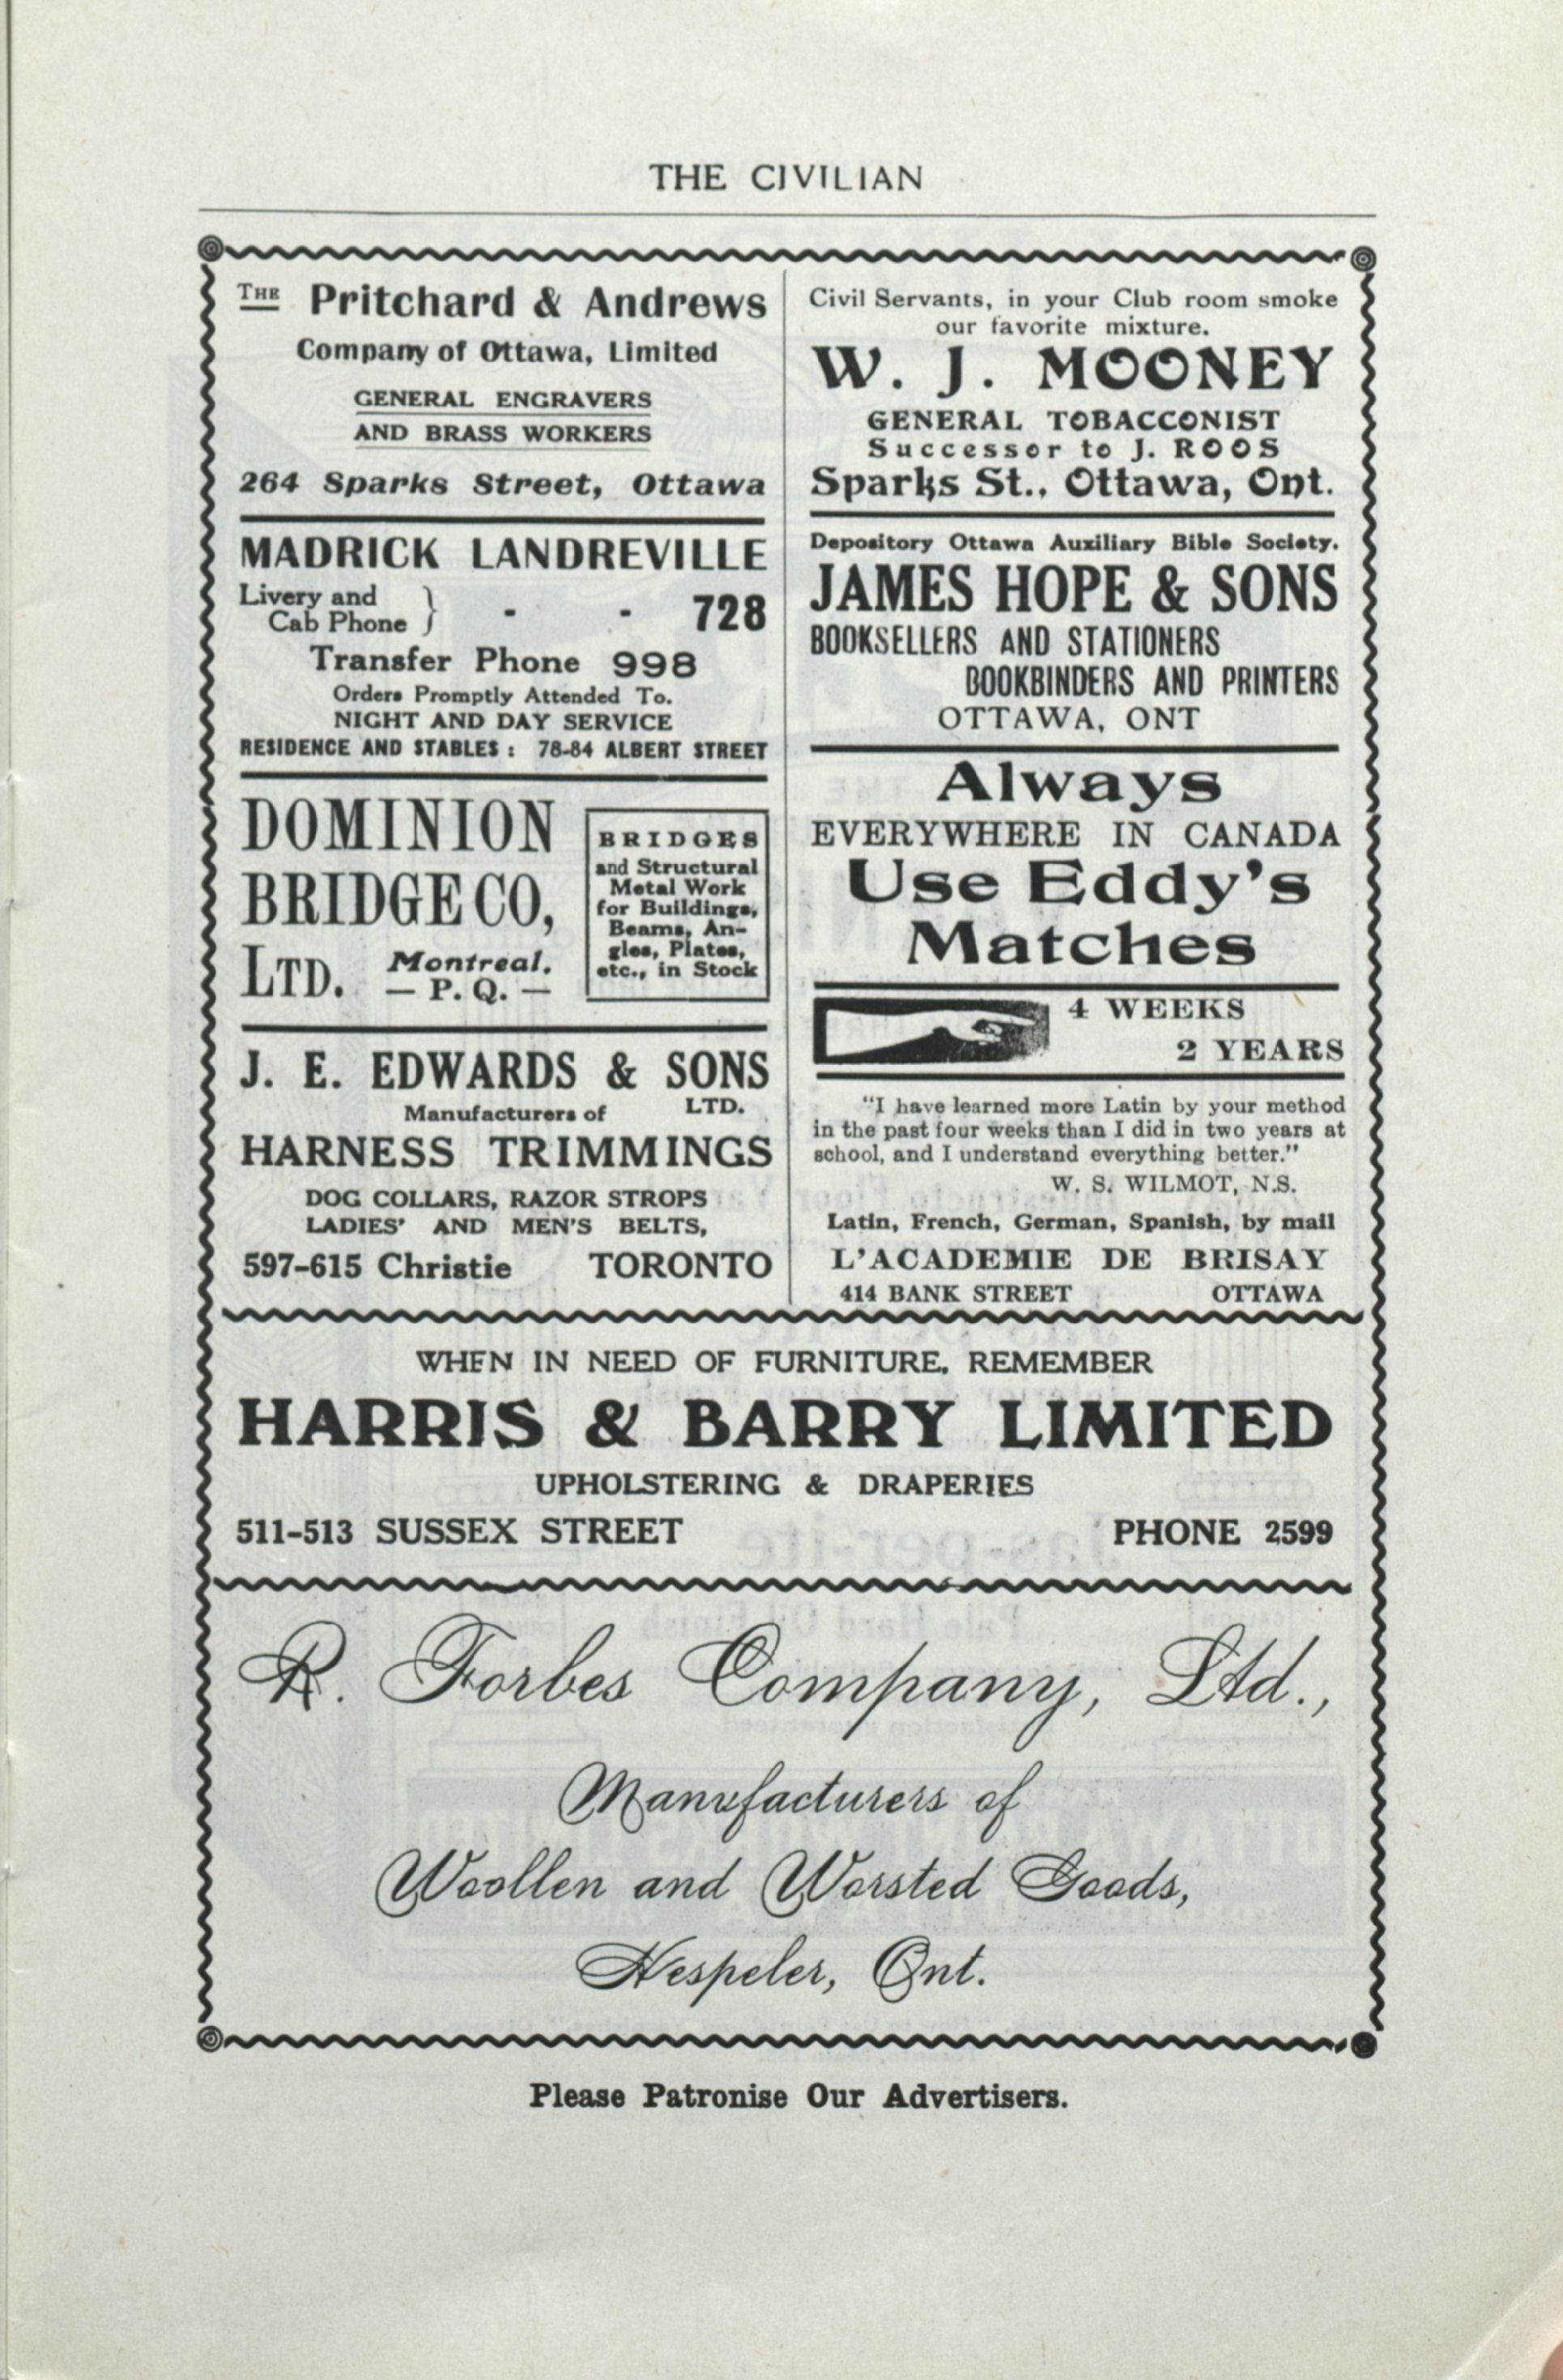 THE CIVILIAN
THE Pritchard & Andrews
Company of Ottawa, Limited
GENERAL ENGRAVERS
AND BRASS WORKERS
264 Sparks Street, Ottawa
MADRICK LANDREVILLE
Livery and
Cab Phone } - - 728
Transfer Phone 998
Orders Promptly Attended To.
NIGHT AND DAY SERVICE
RESIDENCE AND STABLES : 78-84 ALBERT STREET
DOMINION
BRIDGE CO,
LTD. Montreal.
— P. Q. —
BRIDGES
and Structural
Metal Work
for Buildings,
Beams, An-
gles, Plates,
etc., in Stock
J. E. EDWARDS & SONS
LTD.
Manufacturers of
HARNESS TRIMMINGS
DOG COLLARS, RAZOR STROPS
LADIES' AND MEN'S BELTS,
597-615 Christie TORONTO
Civil Servants, in your Club room smoke
our favorite mixture.
W. J. MOONEY
GENERAL TOBACCONIST
Successor to J. ROOS
Sparks St., Ottawa, Ont.
Depository Ottawa Auxiliary Bible Society.
JAMES HOPE & SONS
BOOKSELLERS AND STATIONERS
BOOKBINDERS AND PRINTERS
OTTAWA, ONT
Always
EVERYWHERE IN CANADA
Use Eddy's
Matches
4 WEEKS
2 YEARS
"I have learned more Latin by your method
in the past four weeks than I did in two years at
school, and I understand everything better."
W. S. WILMOT, N.S.
Latin, French, German, Spanish, by mail
L'ACADEMIE DE BRISAY
414 BANK STREET OTTAWA
WHEN IN NEED OF FURNITURE, REMEMBER
HARRIS & BARRY LIMITED
UPHOLSTERING & DRAPERIES
511-513 SUSSEX STREET PHONE 2599
R. Forbes Company, Ltd.,
Manufacturers of
Woollen and Worsted Goods,
Hespeler, Ont.
Please Patronise Our Advertisers.